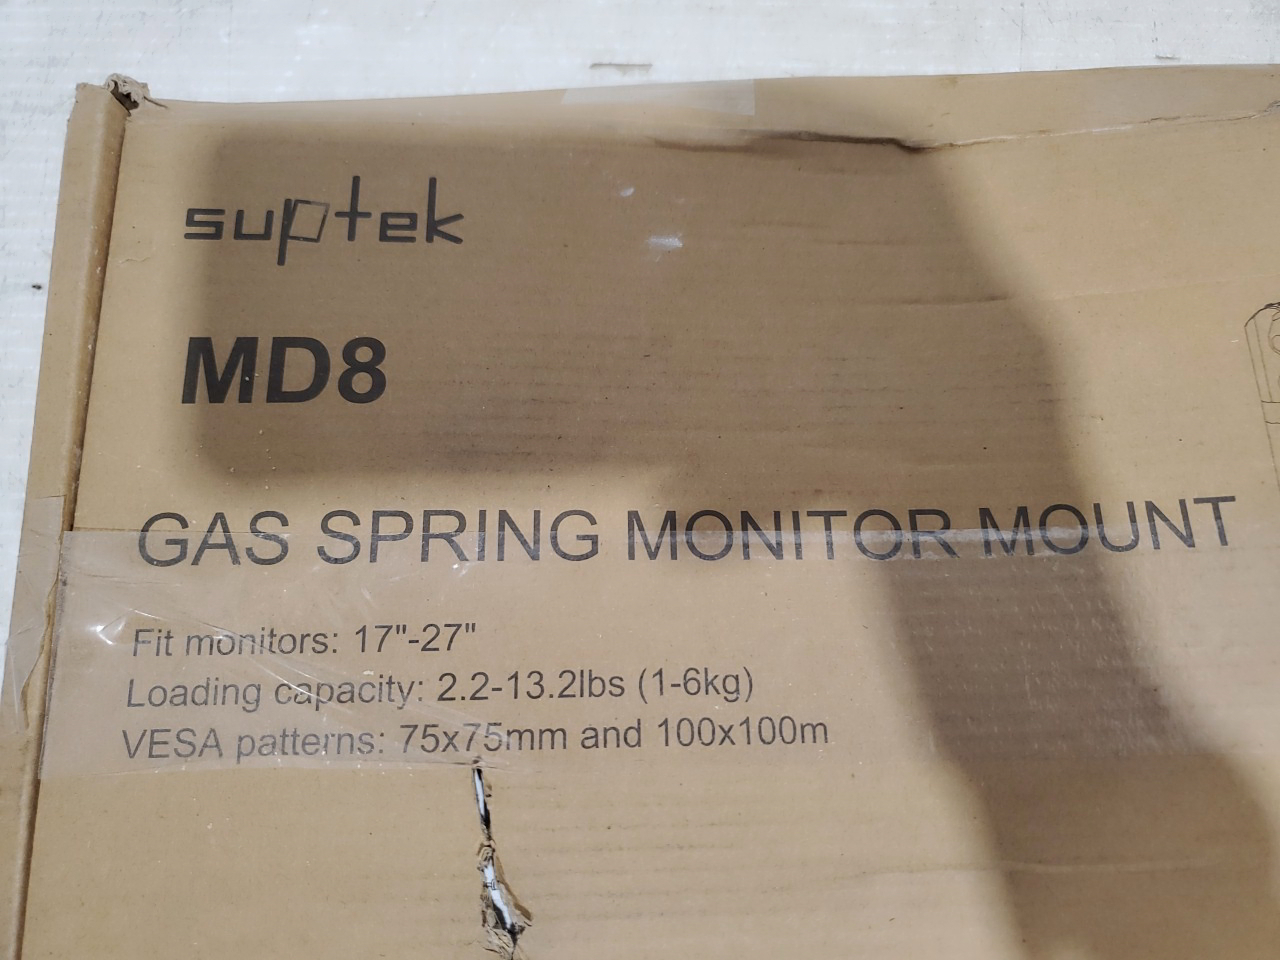 suptek
MD8
GAS SPRING MONITOR MOUNT
Fit monitors: 17"-27"
Loading capacity: 2.2-13.2lbs (1-6kg)
VESA patterns: 75x75mm and 100x100m